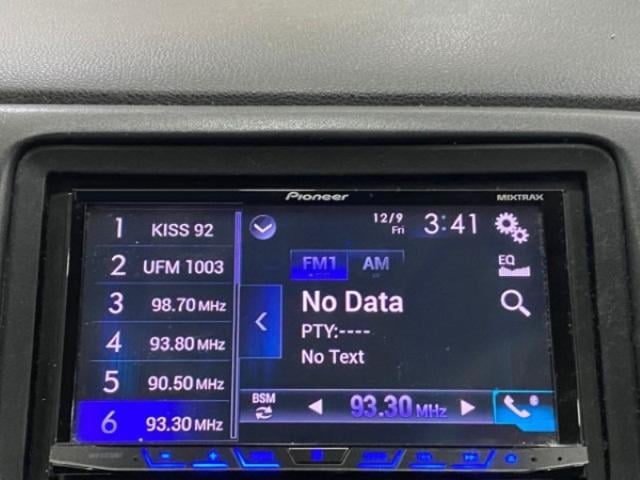 Pioneer
MIXTRAX
1 KISS 92
2 UFM 1003
3 98.70 MHz
4 93.80 MHz
5 90.50 MHz
6 93.30 MHz
12/9
Fri
3:41
FM1 AM
EQ
No Data
PTY:----
No Text
BSM
93.30 MHz